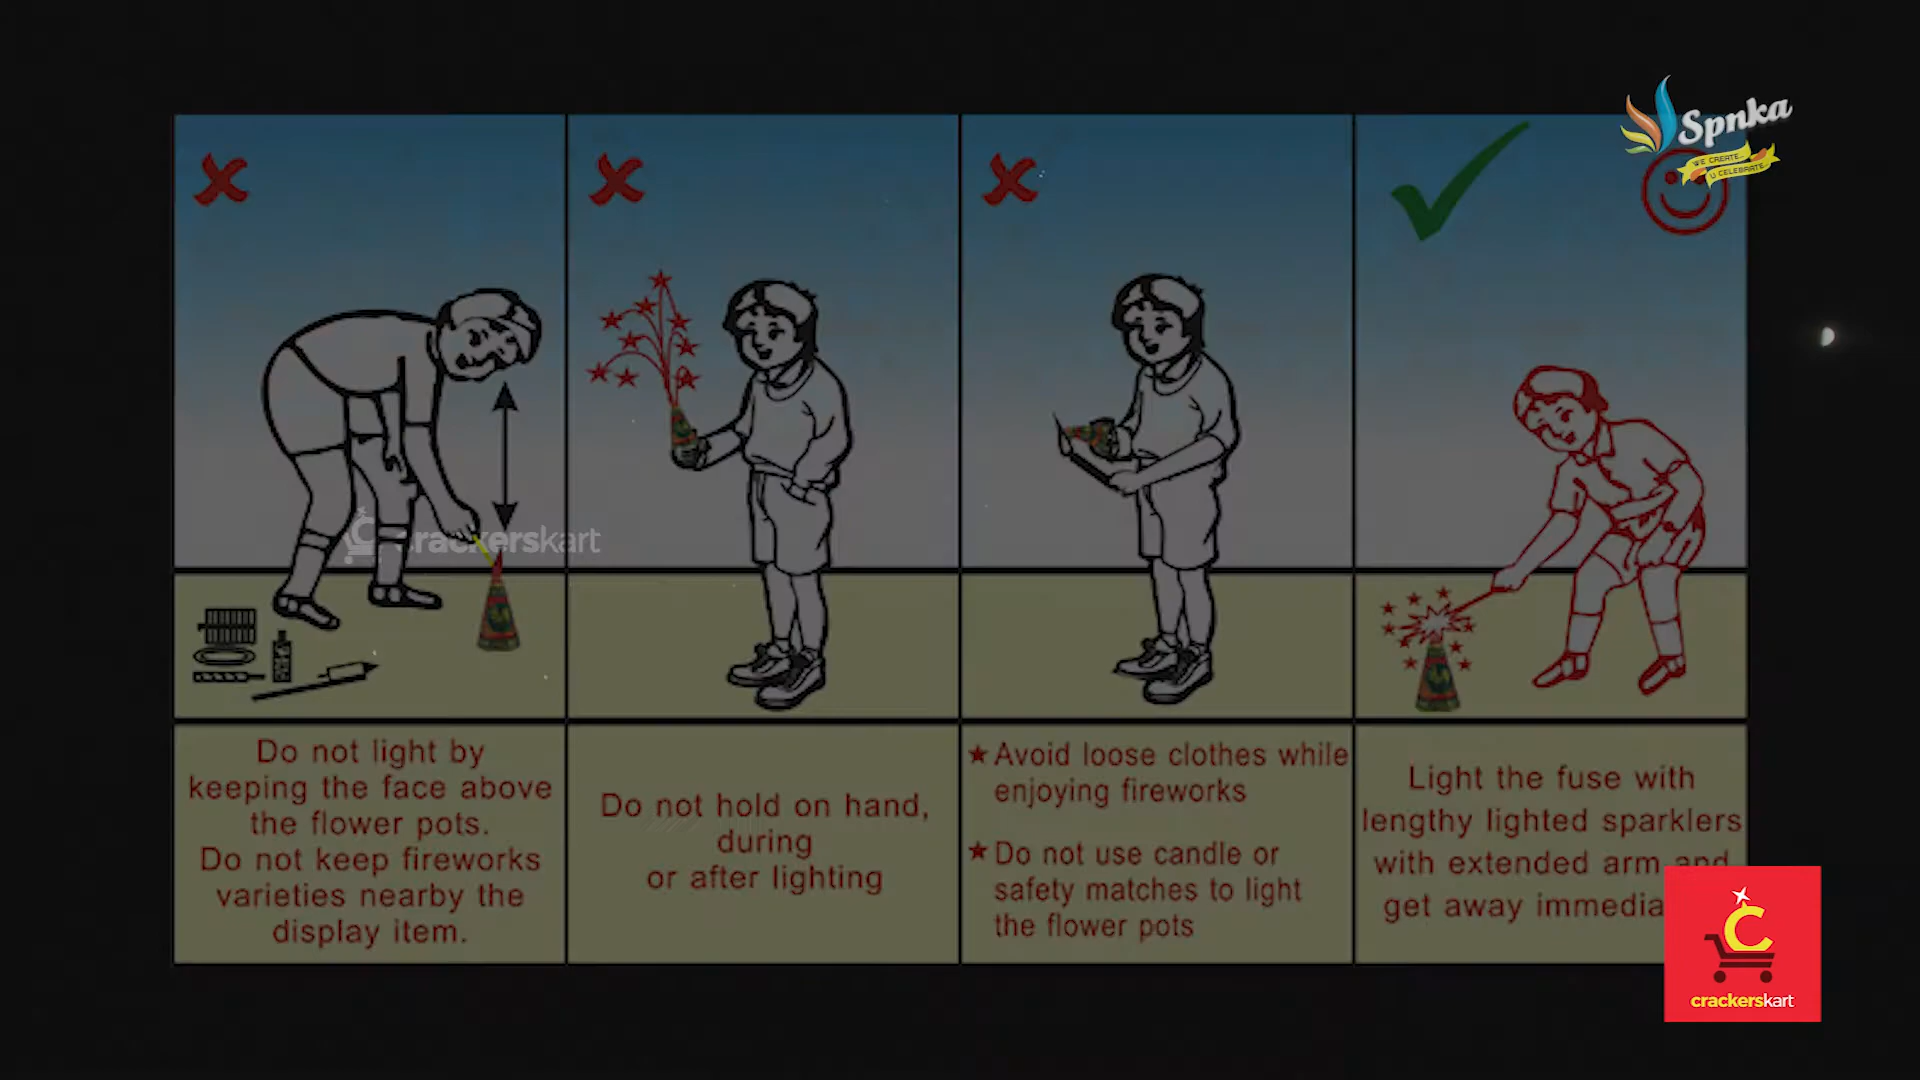 Spnka
WE CREATE...
U CELEBRATE...
crackerskart
Do not light by
keeping the face above
the flower pots.
Do not keep fireworks
varieties nearby the
display item.
Do not hold on hand,
during
or after lighting
★ Avoid loose clothes while
enjoying fireworks
★ Do not use candle or
safety matches to light
the flower pots
Light the fuse with
lengthy lighted sparklers
with extended arm and
get away
crackerskart